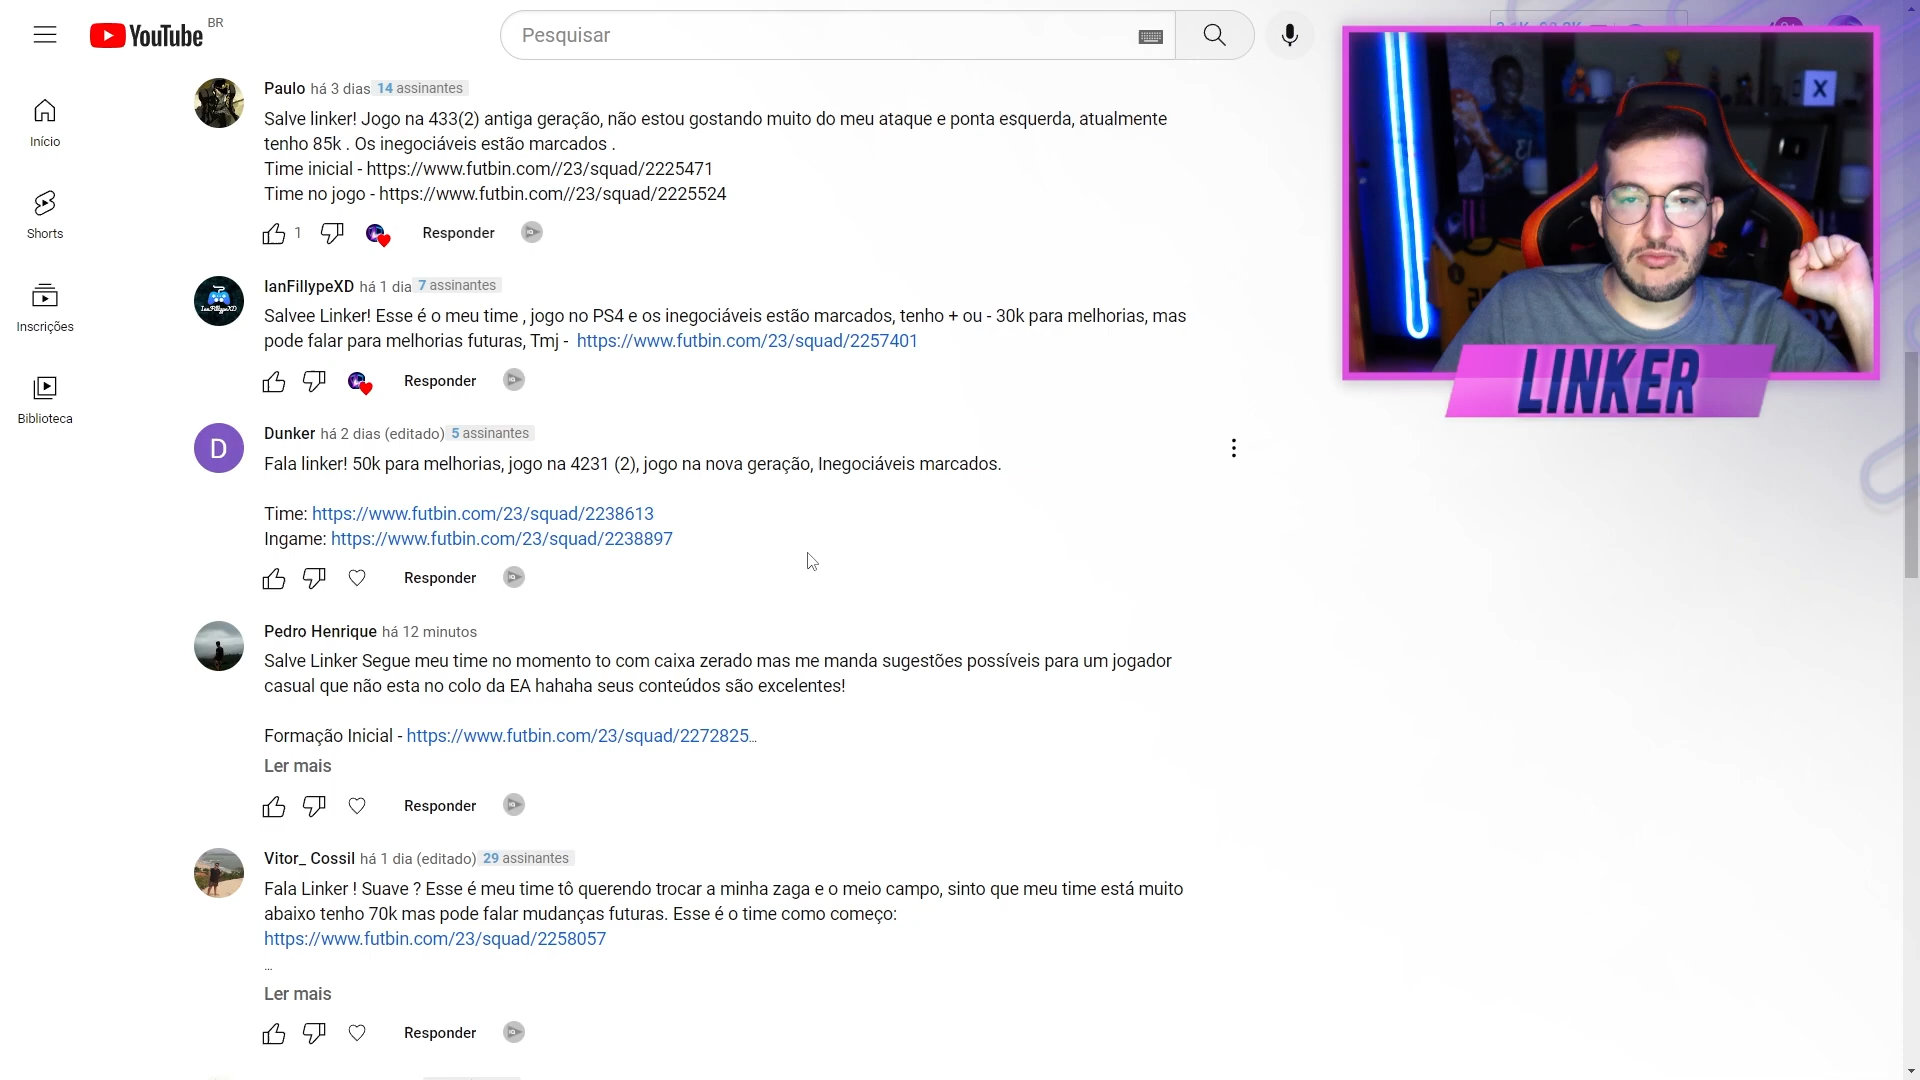 YouTube BR
Pesquisar
Início
Shorts
Inscrições
Biblioteca
Paulo há 3 dias 14 assinantes
Salve linker! Jogo na 433(2) antiga geração, não estou gostando muito do meu ataque e ponta esquerda, atualmente
tenho 85k . Os inegociáveis estão marcados .
Time inicial - https://www.futbin.com//23/squad/2225471
Time no jogo - https://www.futbin.com//23/squad/2225524
1
Responder
IanFillypeXD há 1 dia 7 assinantes
Salvee Linker! Esse é o meu time , jogo no PS4 e os inegociáveis estão marcados, tenho + ou - 30k para melhorias, mas
pode falar para melhorias futuras, Tmj - https://www.futbin.com/23/squad/2257401
Responder
D
Dunker há 2 dias (editado) 5 assinantes
Fala linker! 50k para melhorias, jogo na 4231 (2), jogo na nova geração, Inegociáveis marcados.
Time: https://www.futbin.com/23/squad/2238613
Ingame: https://www.futbin.com/23/squad/2238897
Responder
Pedro Henrique há 12 minutos
Salve Linker Segue meu time no momento to com caixa zerado mas me manda sugestões possíveis para um jogador
casual que não esta no colo da EA hahaha seus conteúdos são excelentes!
Formação Inicial - https://www.futbin.com/23/squad/2272825...
Ler mais
Responder
Vitor_ Cossil há 1 dia (editado) 29 assinantes
Fala Linker ! Suave ? Esse é meu time tô querendo trocar a minha zaga e o meio campo, sinto que meu time está muito
abaixo tenho 70k mas pode falar mudanças futuras. Esse é o time como começo:
https://www.futbin.com/23/squad/2258057
...
Ler mais
Responder
X
LINKER